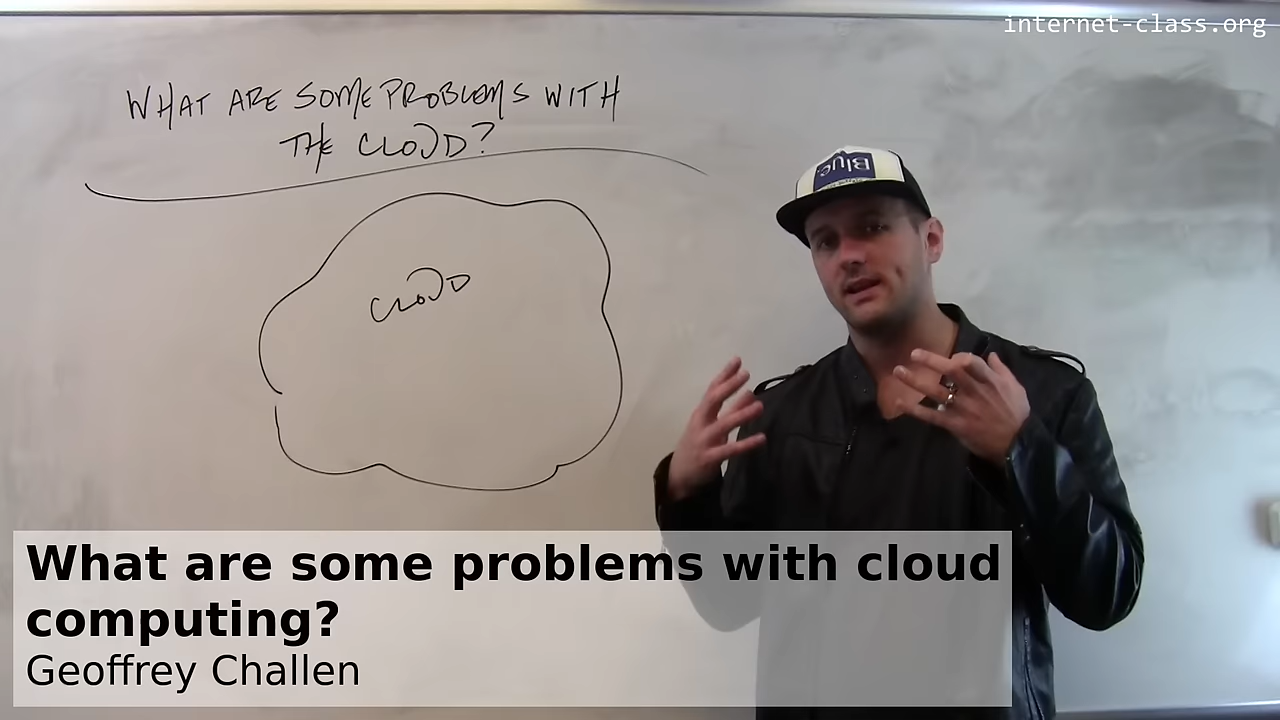 internet-class.org
WHAT ARE SOME PROBLEMS WITH
THE CLOUD?
Blue
CLOUD
What are some problems with cloud
computing?
Geoffrey Challen